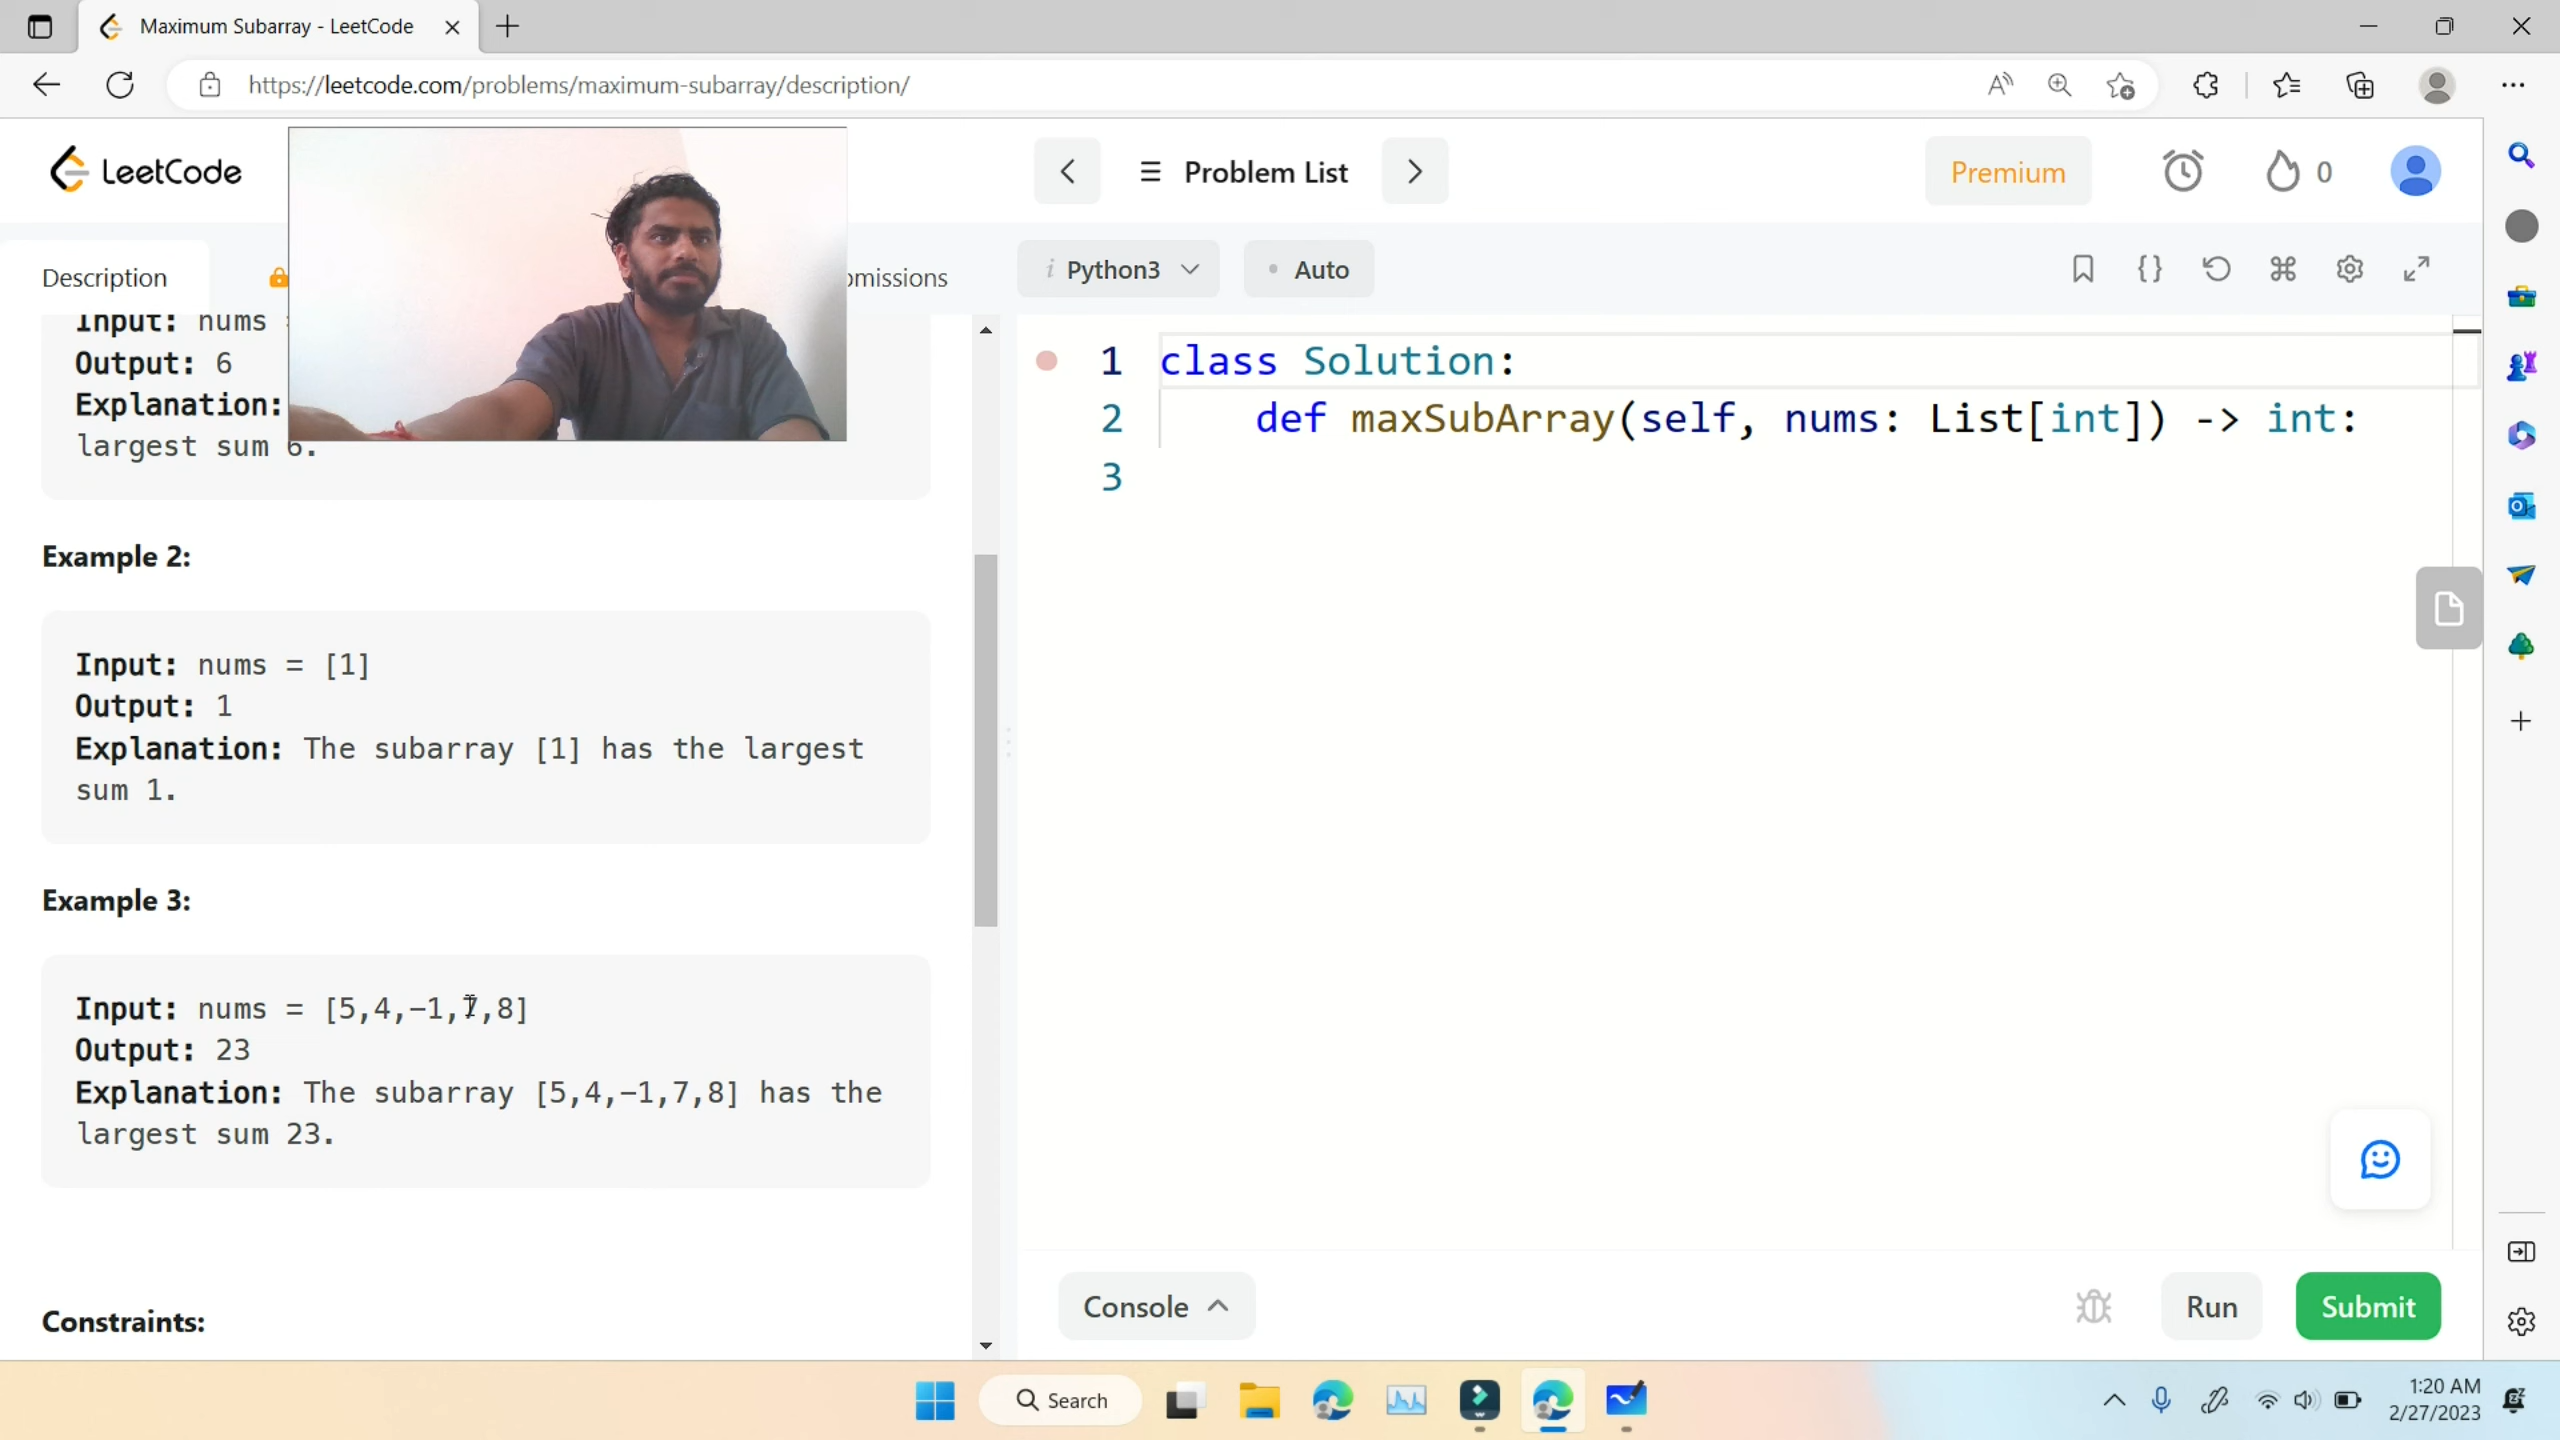 Maximum Subarray - LeetCode
https://leetcode.com/problems/maximum-subarray/description/
LeetCode
Problem List
Premium
0
Description
Python3
Auto
Input: nums
Output: 6
Explanation:
largest sum 6.
Example 2:
Input: nums = [1]
Output: 1
Explanation: The subarray [1] has the largest
sum 1.
Example 3:
Input: nums = [5,4,-1,7,8]
Output: 23
Explanation: The subarray [5,4,-1,7,8] has the
largest sum 23.
Constraints:
1 class Solution:
2 def maxSubArray(self, nums: List[int]) -> int:
3
Console
Run
Submit
Search
1:20 AM
2/27/2023